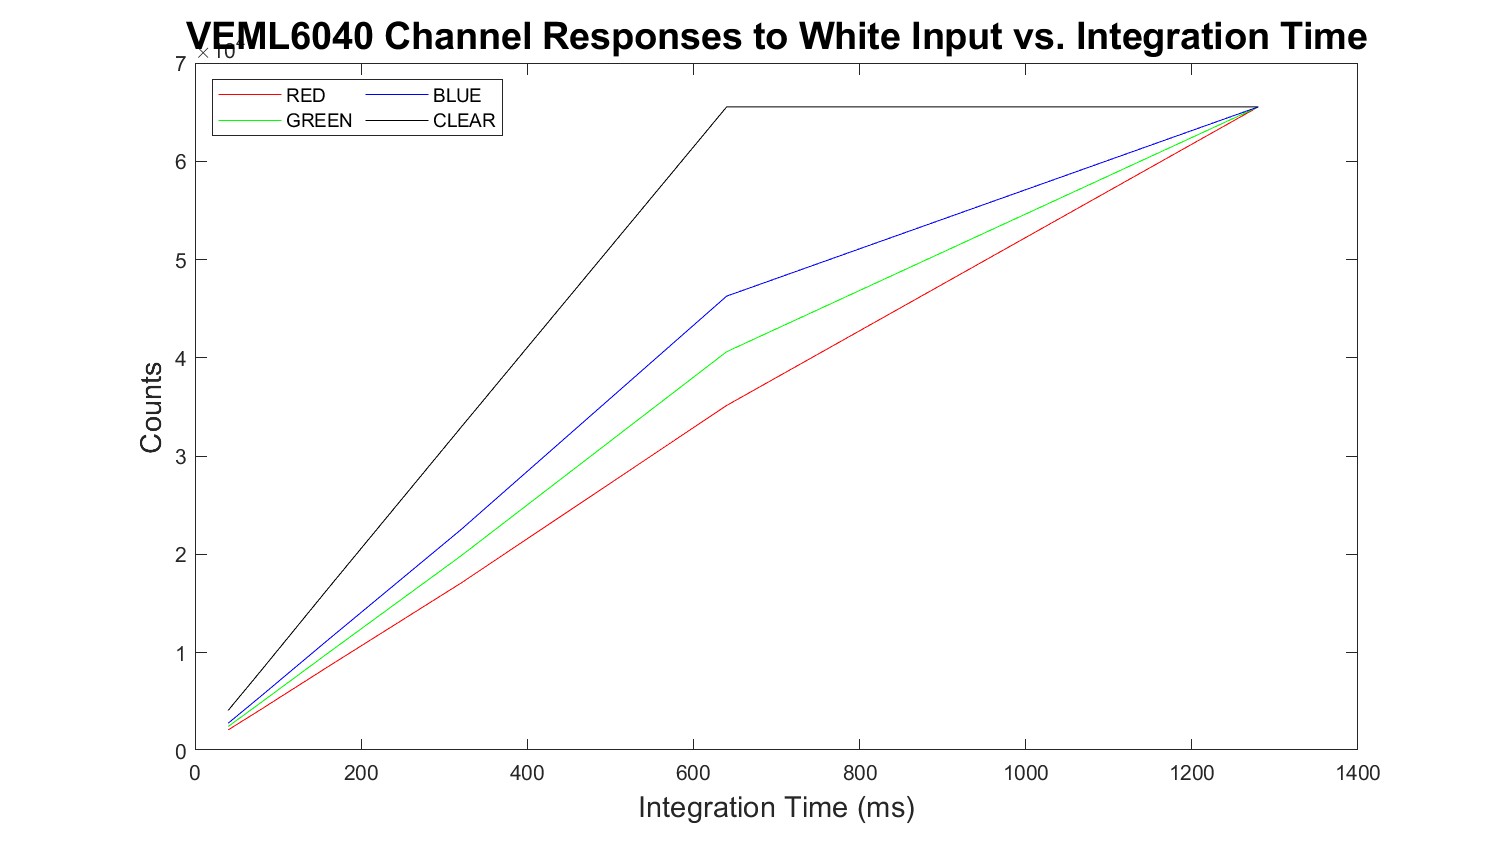 VEML6040 Channel Responses to White Input vs. Integration Time
×10⁴
7
RED BLUE
GREEN CLEAR
6
5
4
3
2
1
0
Counts
0 200 400 600 800 1000 1200 1400
Integration Time (ms)